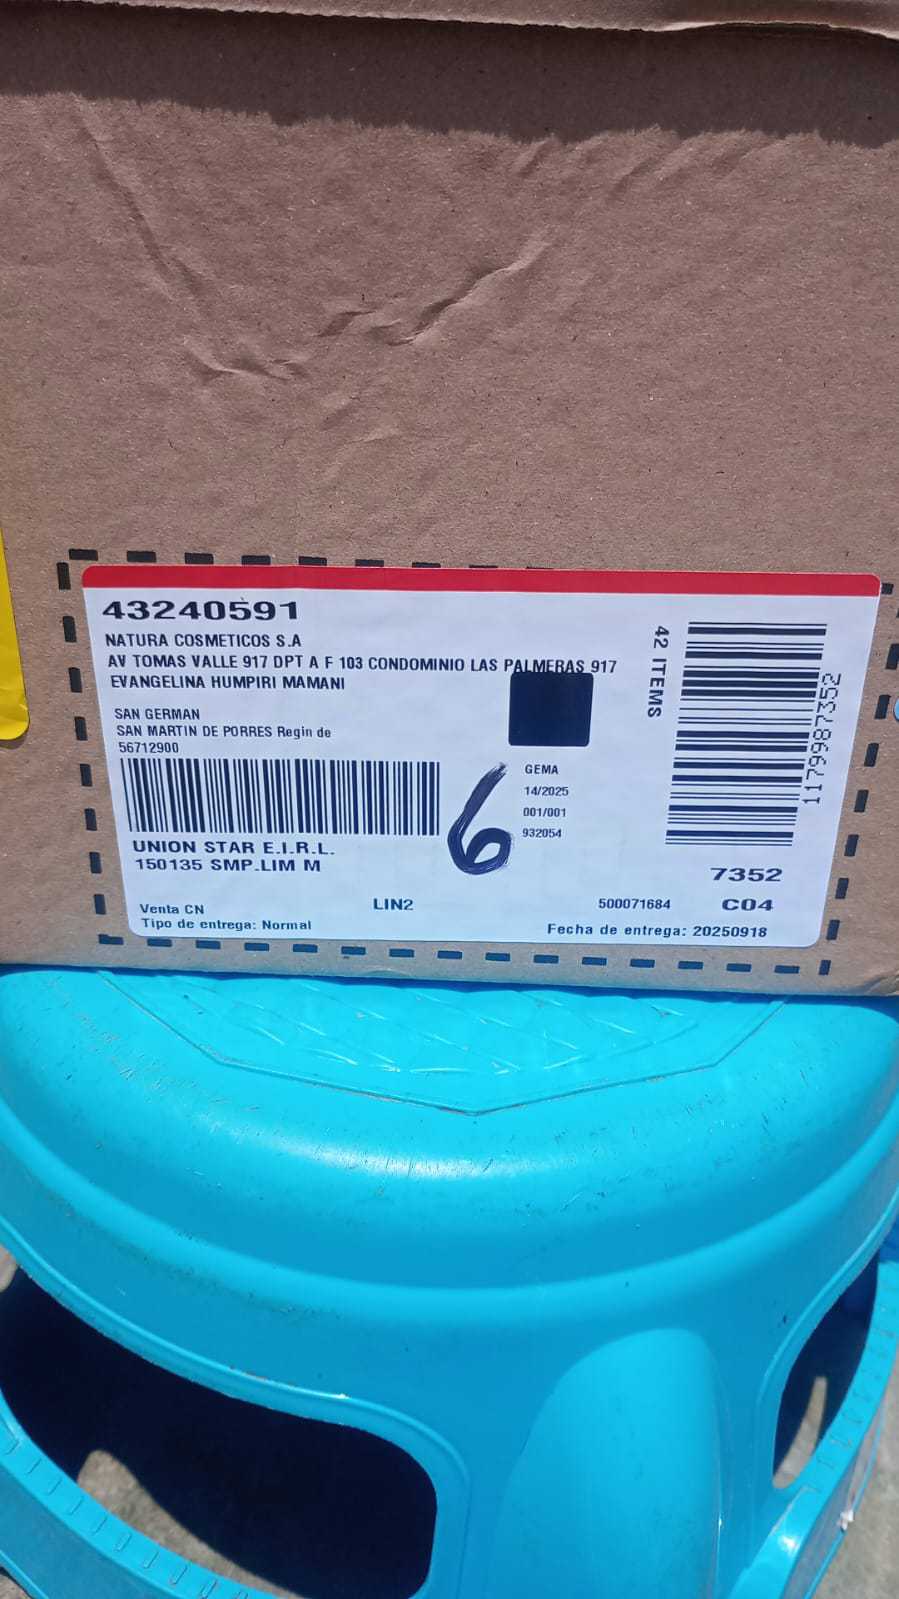 43240591
NATURA COSMETICOS S.A
AV TOMAS VALLE 917 DPT A F 103 CONDOMINIO LAS PALMERAS 917
EVANGELINA HUMPIRI MAMANI
SAN GERMAN
SAN MARTIN DE PORRES Regin de
56712900
UNION STAR E.I.R.L.
150135 SMP.LIM M
Venta CN
Tipo de entrega: Normal
LIN2
6
GEMA
14/2025
001/001
932054
42 ITEMS
1179987352
7352
500071684 C04
Fecha de entrega: 20250918